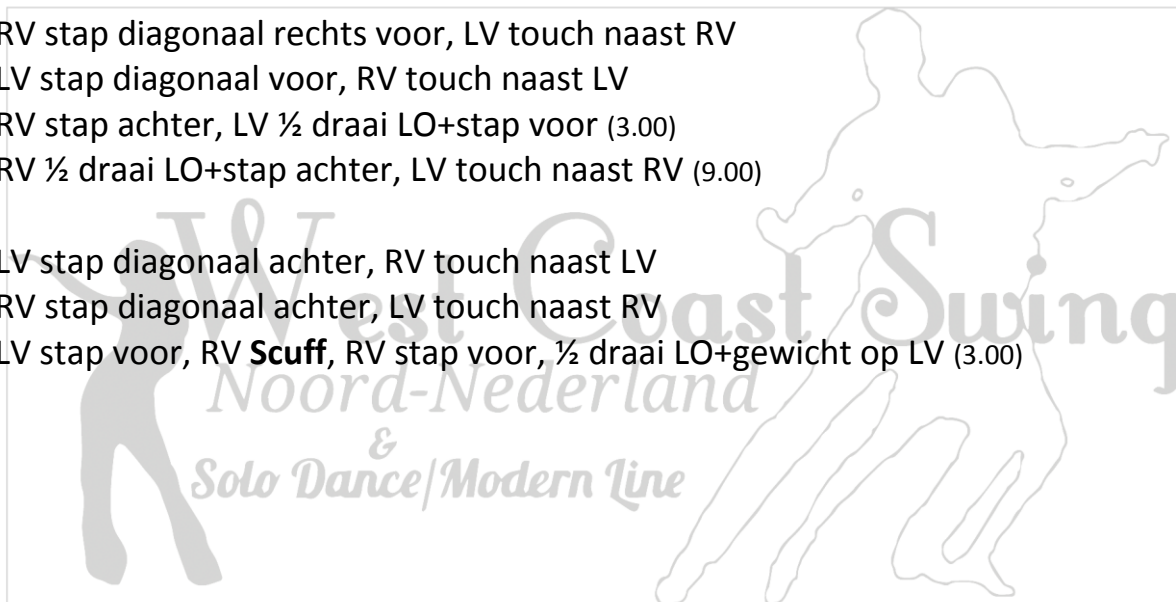 RV stap diagonaal rechts voor, LV touch naast RV
LV stap diagonaal voor, RV touch naast LV
RV stap achter, LV ½ draai LO+stap voor (3.00)
RV ½ draai LO+stap achter, LV touch naast RV (9.00)
LV stap diagonaal achter, RV touch naast LV
RV stap diagonaal achter, LV touch naast RV
West Coast Swing
LV stap voor, RV Scuff, RV stap voor, ½ draai LO+gewicht op LV (3.00)
Noord-Nederland
&
Solo Dance/Modern Line